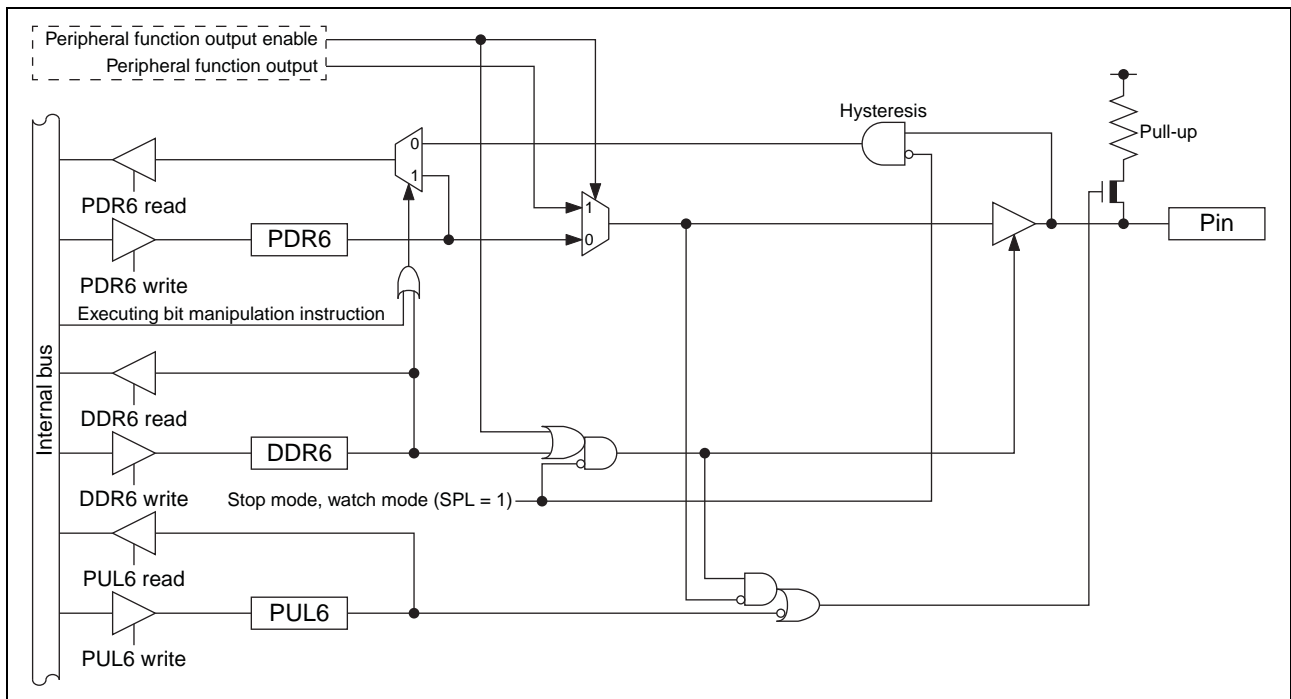 Peripheral function output enable
Peripheral function output
Hysteresis
Pull-up
0
1
PDR6 read
1
0
PDR6
Pin
PDR6 write
Executing bit manipulation instruction
Internal bus
DDR6 read
DDR6
DDR6 write
Stop mode, watch mode (SPL = 1)
PUL6 read
PUL6
PUL6 write